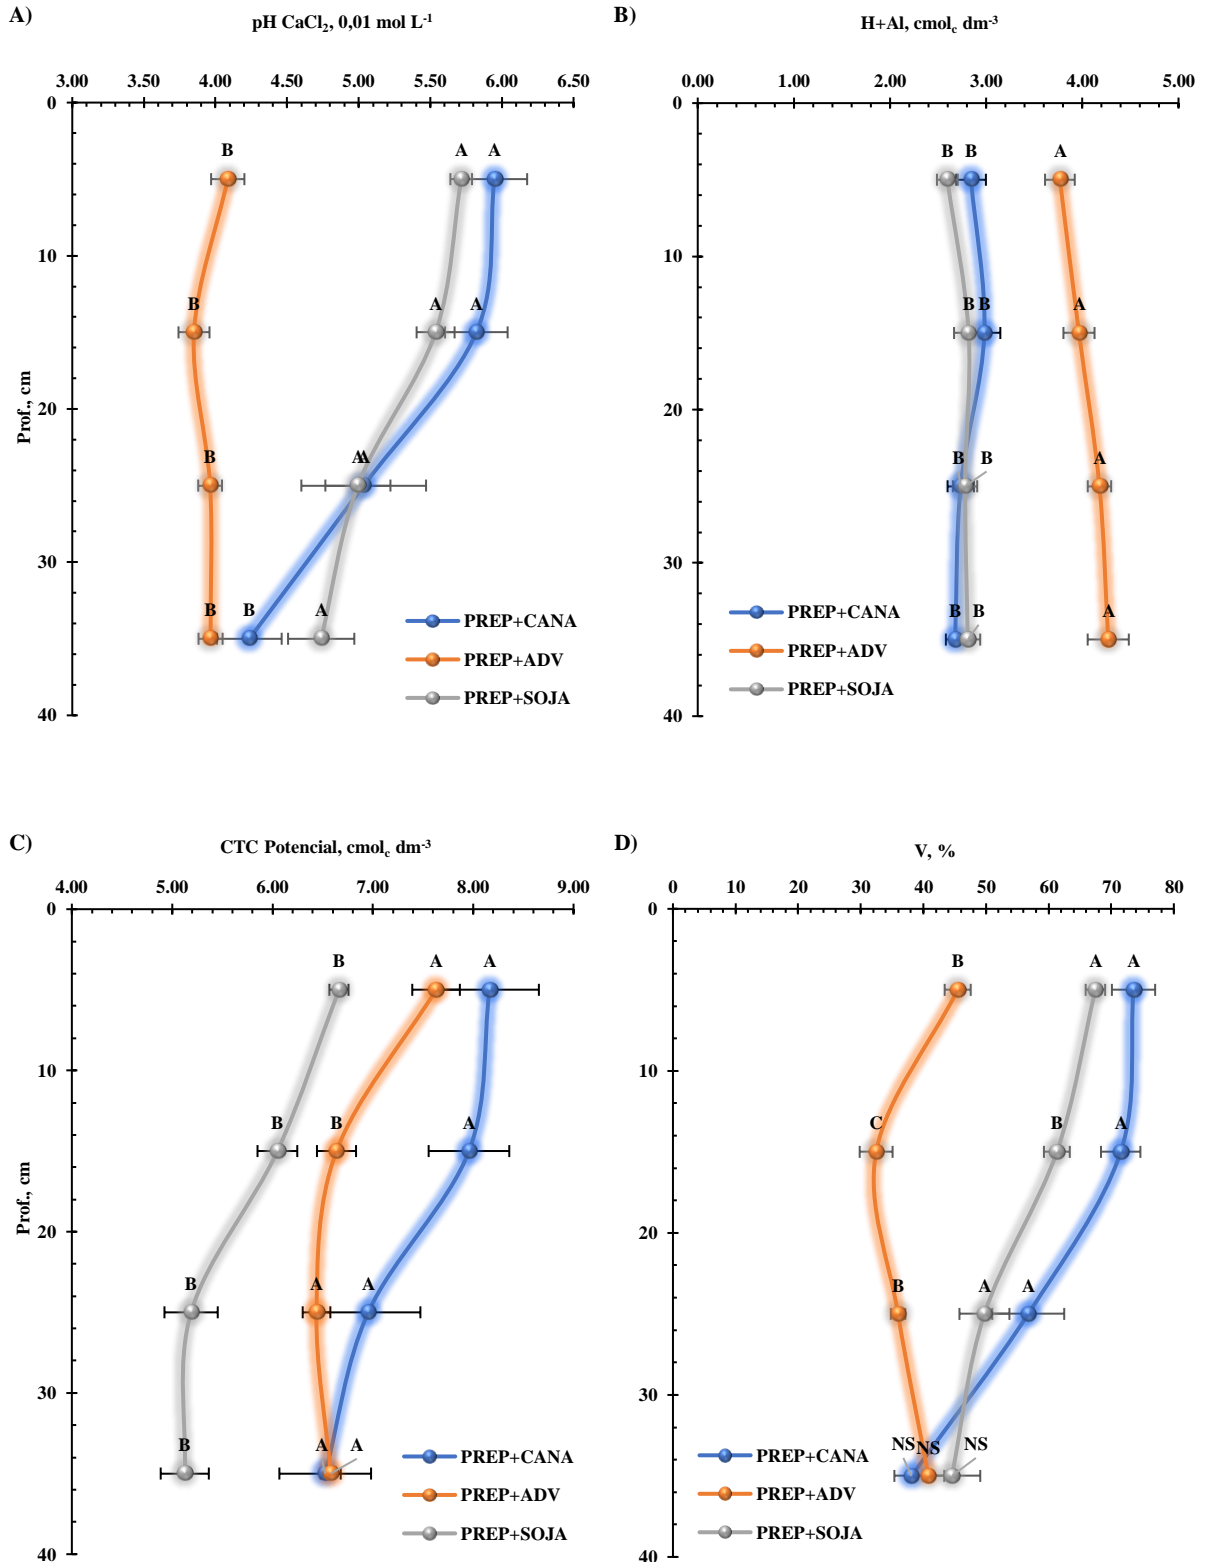 A)
pH CaCl2, 0,01 mol L-1
3.00 3.50 4.00 4.50 5.00 5.50 6.00 6.50
0
B A A
10
B A A
Prof., cm
20
B A A
30
B B A
PREP+CANA
PREP+ADV
PREP+SOJA
40
B)
H+Al, cmolc dm-3
0.00 1.00 2.00 3.00 4.00 5.00
0
B B A
10
B B A
20
B B A
30
B B A
PREP+CANA
PREP+ADV
PREP+SOJA
40
C)
CTC Potencial, cmolc dm-3
4.00 5.00 6.00 7.00 8.00 9.00
0
B A A
10
B B A
Prof., cm
20
B A A
30
B A A
PREP+CANA
PREP+ADV
PREP+SOJA
40
D)
V, %
0 10 20 30 40 50 60 70 80
0
B A A
10
C B A
20
B A A
30
NS NS NS
PREP+CANA
PREP+ADV
PREP+SOJA
40